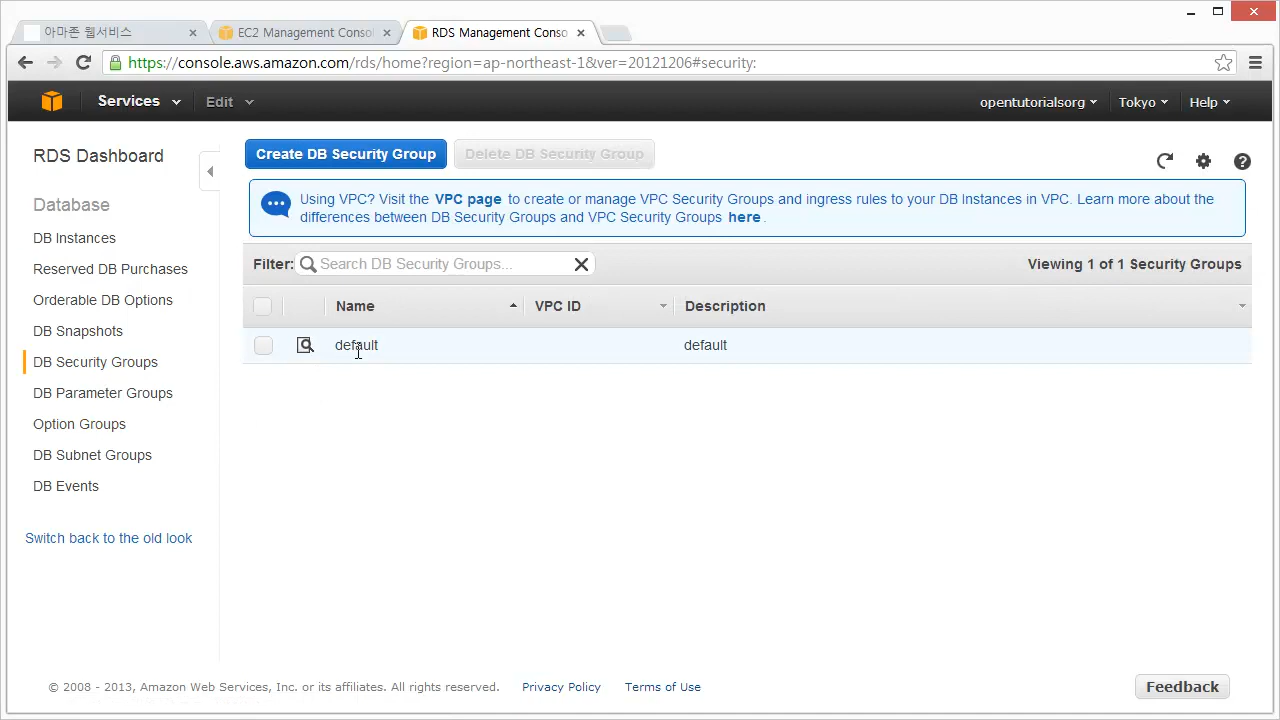 아마존 웹서비스
EC2 Management Conso
RDS Management Conso
https://console.aws.amazon.com/rds/home?region=ap-northeast-1&ver=20121206#security:
Services
Edit
opentutorialsorg
Tokyo
Help
RDS Dashboard
Database
DB Instances
Reserved DB Purchases
Orderable DB Options
DB Snapshots
DB Security Groups
DB Parameter Groups
Option Groups
DB Subnet Groups
DB Events
Switch back to the old look
Create DB Security Group
Delete DB Security Group
Using VPC? Visit the VPC page to create or manage VPC Security Groups and ingress rules to your DB Instances in VPC. Learn more about the
differences between DB Security Groups and VPC Security Groups here.
Filter: Search DB Security Groups...
Viewing 1 of 1 Security Groups
Name VPC ID Description
default default
© 2008 - 2013, Amazon Web Services, Inc. or its affiliates. All rights reserved. Privacy Policy Terms of Use
Feedback